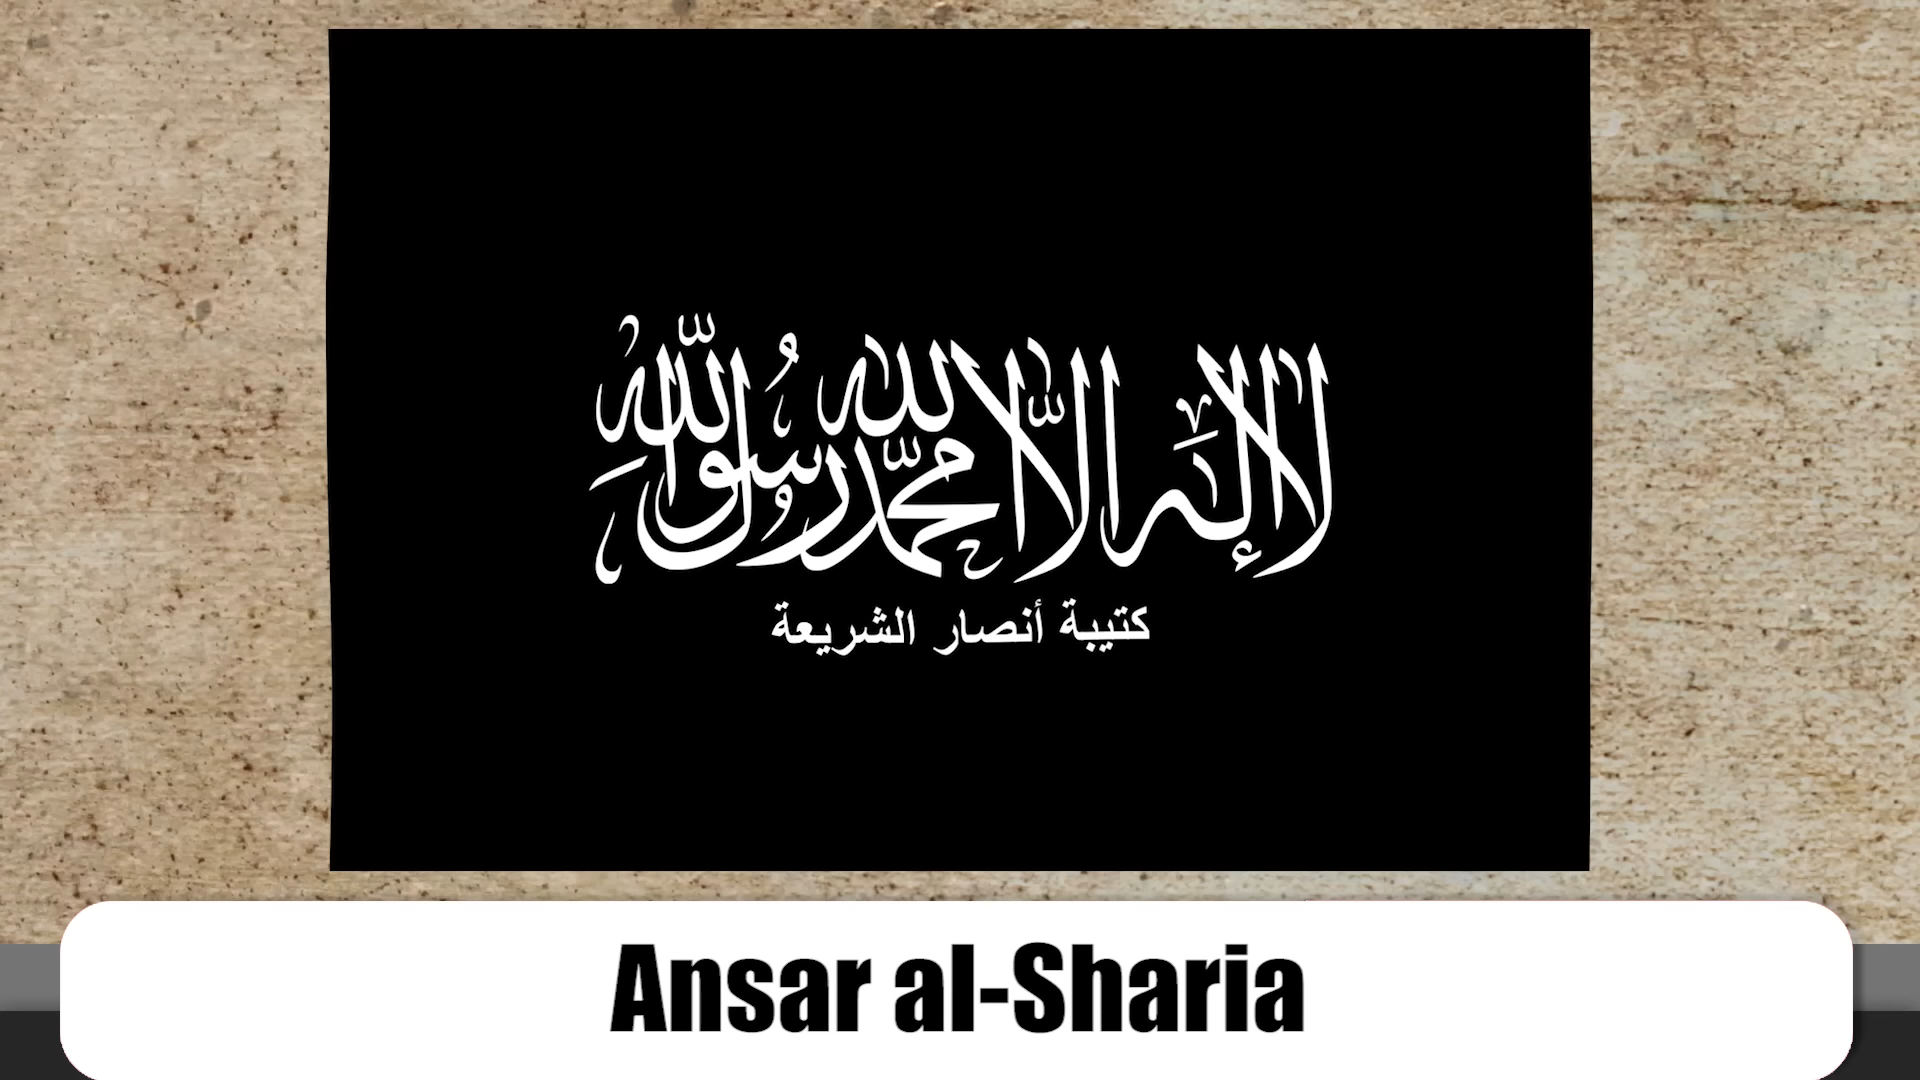 لا إله إلا الله محمد رسول الله
كتيبة أنصار الشريعة
Ansar al-Sharia